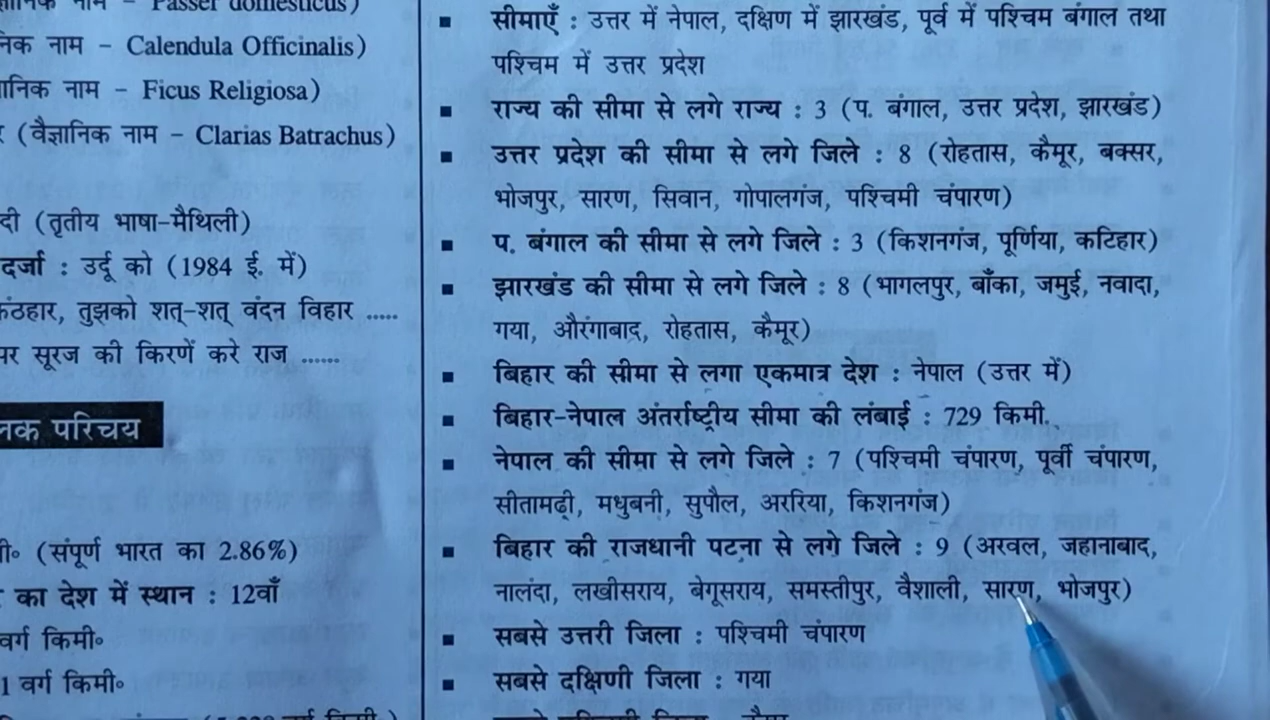 नाम – Passer domesticus)
नाम – Calendula Officinalis)
नाम – Ficus Religiosa)
(वैज्ञानिक नाम – Clarias Batrachus)
(तृतीय भाषा-मैथिली)
दर्जा : उर्दू को (1984 ई. में)
तुझको शत्-शत् वंदन विहार .....
सूरज की किरणें करे राज ......
परिचय
(संपूर्ण भारत का 2.86%)
का देश में स्थान : 12वाँ
वर्ग किमी॰
1 वर्ग किमी॰
▪ सीमाएँ : उत्तर में नेपाल, दक्षिण में झारखंड, पूर्व में पश्चिम बंगाल तथा
पश्चिम में उत्तर प्रदेश
▪ राज्य की सीमा से लगे राज्य : 3 (प. बंगाल, उत्तर प्रदेश, झारखंड)
▪ उत्तर प्रदेश की सीमा से लगे जिले : 8 (रोहतास, कैमूर, बक्सर,
भोजपुर, सारण, सिवान, गोपालगंज, पश्चिमी चंपारण)
▪ प. बंगाल की सीमा से लगे जिले : 3 (किशनगंज, पूर्णिया, कटिहार)
▪ झारखंड की सीमा से लगे जिले : 8 (भागलपुर, बाँका, जमुई, नवादा,
गया, औरंगाबाद, रोहतास, कैमूर)
▪ बिहार की सीमा से लगा एकमात्र देश : नेपाल (उत्तर में)
▪ बिहार-नेपाल अंतर्राष्ट्रीय सीमा की लंबाई : 729 किमी.
▪ नेपाल की सीमा से लगे जिले : 7 (पश्चिमी चंपारण, पूर्वी चंपारण,
सीतामढ़ी, मधुबनी, सुपौल, अररिया, किशनगंज)
▪ बिहार की राजधानी पटना से लगे जिले : 9 (अरवल, जहानाबाद,
नालंदा, लखीसराय, बेगूसराय, समस्तीपुर, वैशाली, सारण, भोजपुर)
▪ सबसे उत्तरी जिला : पश्चिमी चंपारण
▪ सबसे दक्षिणी जिला : गया